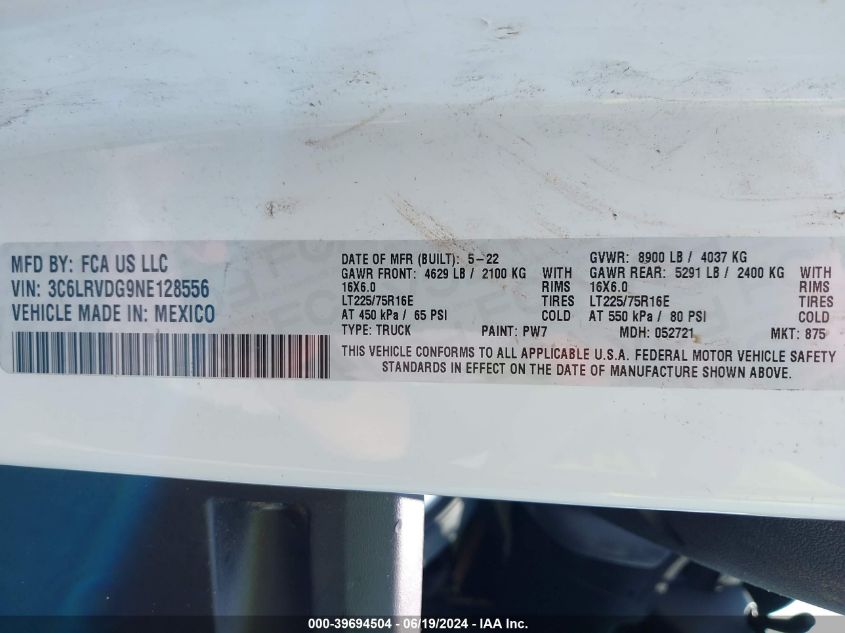 MFD BY: FCA US LLC
VIN: 3C6LRVDG9NE128556
VEHICLE MADE IN: MEXICO
DATE OF MFR (BUILT): 5-22 GVWR: 8900 LB / 4037 KG
GAWR FRONT: 4629 LB / 2100 KG GAWR REAR: 5291 LB / 2400 KG
16X6.0 RIMS 16X6.0 RIMS
LT225/75R16E TIRES LT225/75R16E TIRES
AT 450 kPa / 65 PSI COLD AT 550 kPa / 80 PSI COLD
TYPE: TRUCK PAINT: PW7 MDH: 052721 MKT: 875
THIS VEHICLE CONFORMS TO ALL APPLICABLE U.S.A. FEDERAL MOTOR VEHICLE SAFETY
STANDARDS IN EFFECT ON THE DATE OF MANUFACTURE SHOWN ABOVE.
000-39694504 - 06/19/2024 - IAA Inc.